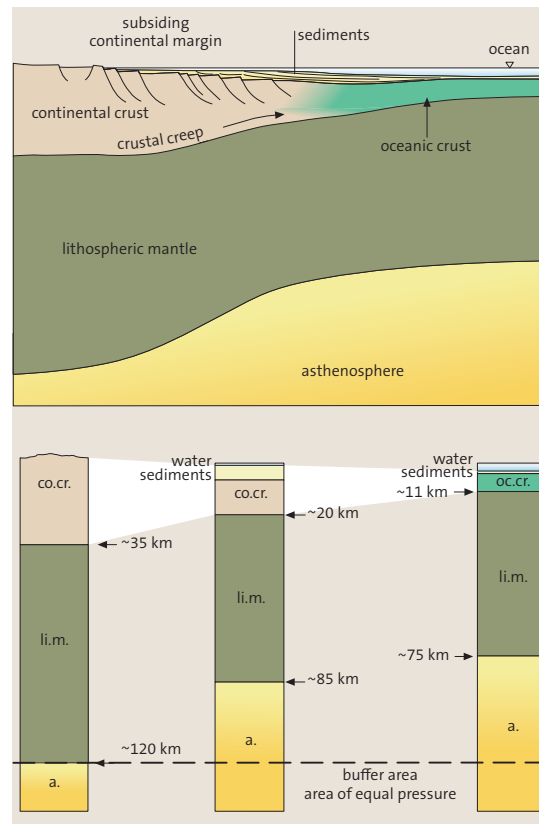 subsiding
continental margin
sediments
ocean
continental crust
crustal creep
oceanic crust
lithospheric mantle
asthenosphere
water
sediments
water
sediments
co.cr.
co.cr.
oc.cr.
~11 km
~20 km
~35 km
li.m.
li.m.
li.m.
~75 km
~85 km
~120 km
a.
a.
a.
buffer area
area of equal pressure